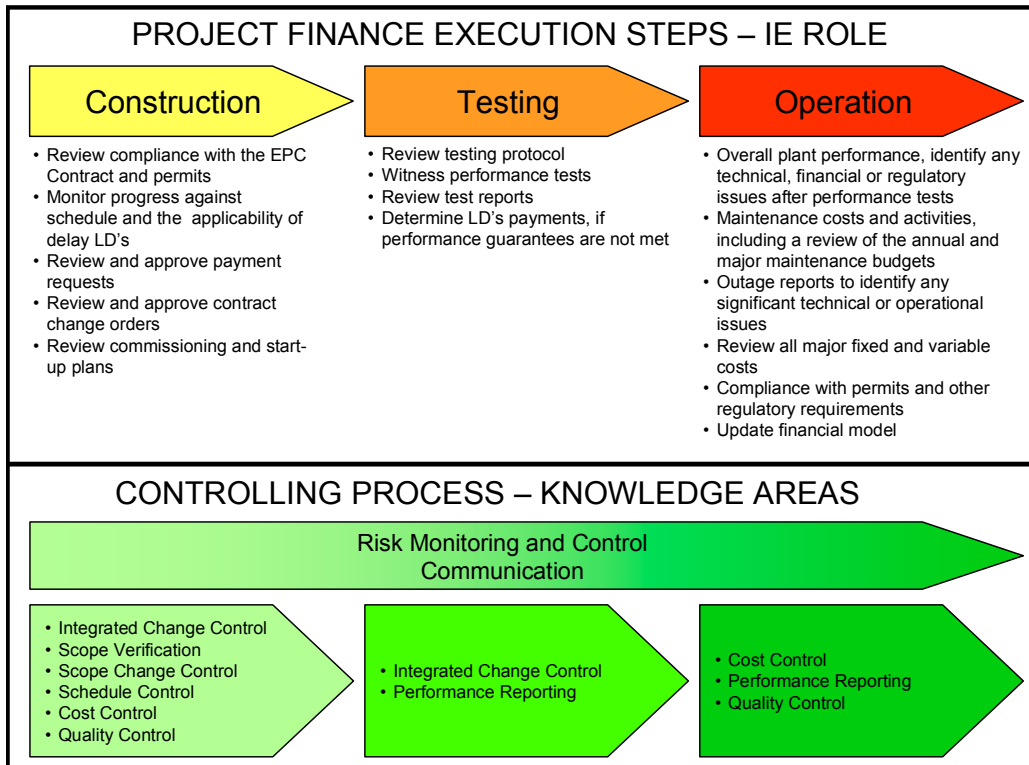 PROJECT FINANCE EXECUTION STEPS – IE ROLE
Construction
• Review compliance with the EPC
Contract and permits
• Monitor progress against
schedule and the applicability of
delay LD's
• Review and approve payment
requests
• Review and approve contract
change orders
• Review commissioning and start-
up plans
Testing
• Review testing protocol
• Witness performance tests
• Review test reports
• Determine LD's payments, if
performance guarantees are not met
Operation
• Overall plant performance, identify any
technical, financial or regulatory
issues after performance tests
• Maintenance costs and activities,
including a review of the annual and
major maintenance budgets
• Outage reports to identify any
significant technical or operational
issues
• Review all major fixed and variable
costs
• Compliance with permits and other
regulatory requirements
• Update financial model
CONTROLLING PROCESS – KNOWLEDGE AREAS
Risk Monitoring and Control
Communication
• Integrated Change Control
• Scope Verification
• Scope Change Control
• Schedule Control
• Cost Control
• Quality Control
• Integrated Change Control
• Performance Reporting
• Cost Control
• Performance Reporting
• Quality Control